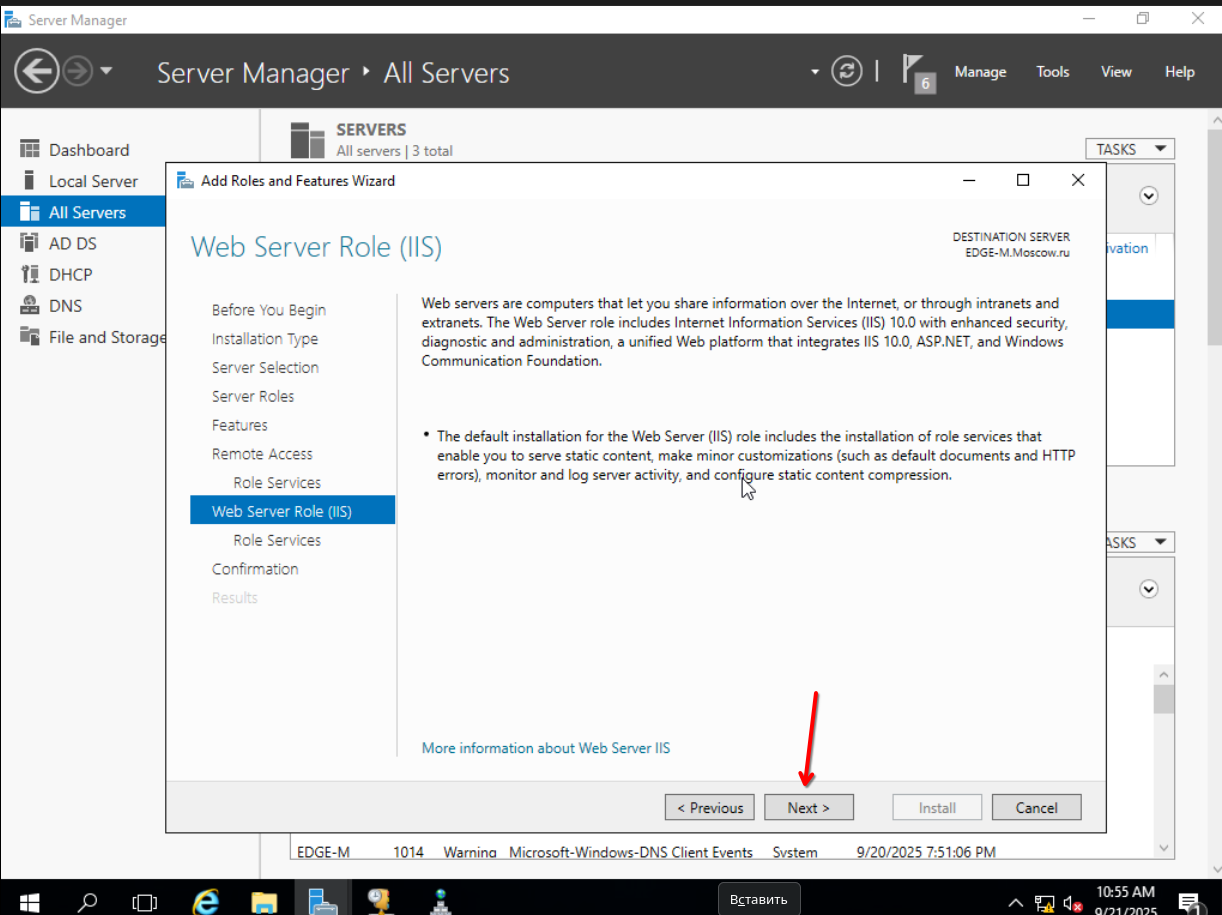 Server Manager
Server Manager ‣ All Servers
6
Manage
Tools
View
Help
Dashboard
Local Server
All Servers
AD DS
DHCP
DNS
File and Storage
SERVERS
All servers | 3 total
TASKS
ivation
Add Roles and Features Wizard
Web Server Role (IIS)
DESTINATION SERVER
EDGE-M.Moscow.ru
Before You Begin
Installation Type
Server Selection
Server Roles
Features
Remote Access
Role Services
Web Server Role (IIS)
Role Services
Confirmation
Results
Web servers are computers that let you share information over the Internet, or through intranets and
extranets. The Web Server role includes Internet Information Services (IIS) 10.0 with enhanced security,
diagnostic and administration, a unified Web platform that integrates IIS 10.0, ASP.NET, and Windows
Communication Foundation.
• The default installation for the Web Server (IIS) role includes the installation of role services that
enable you to serve static content, make minor customizations (such as default documents and HTTP
errors), monitor and log server activity, and configure static content compression.
More information about Web Server IIS
< Previous
Next >
Install
Cancel
ASKS
EDGE-M 1014 Warning Microsoft-Windows-DNS Client Events System 9/20/2025 7:51:06 PM
Вставить
10:55 AM
9/21/2025
1